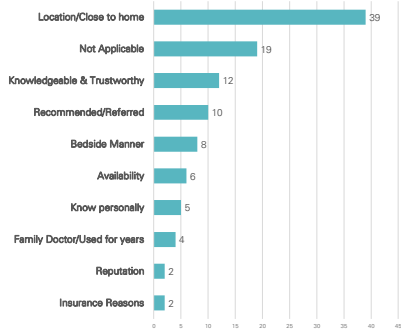 Location/Close to home 39
Not Applicable 19
Knowledgeable & Trustworthy 12
Recommended/Referred 10
Bedside Manner 8
Availability 6
Know personally 5
Family Doctor/Used for years 4
Reputation 2
Insurance Reasons 2
0 5 10 15 20 25 30 35 40 45